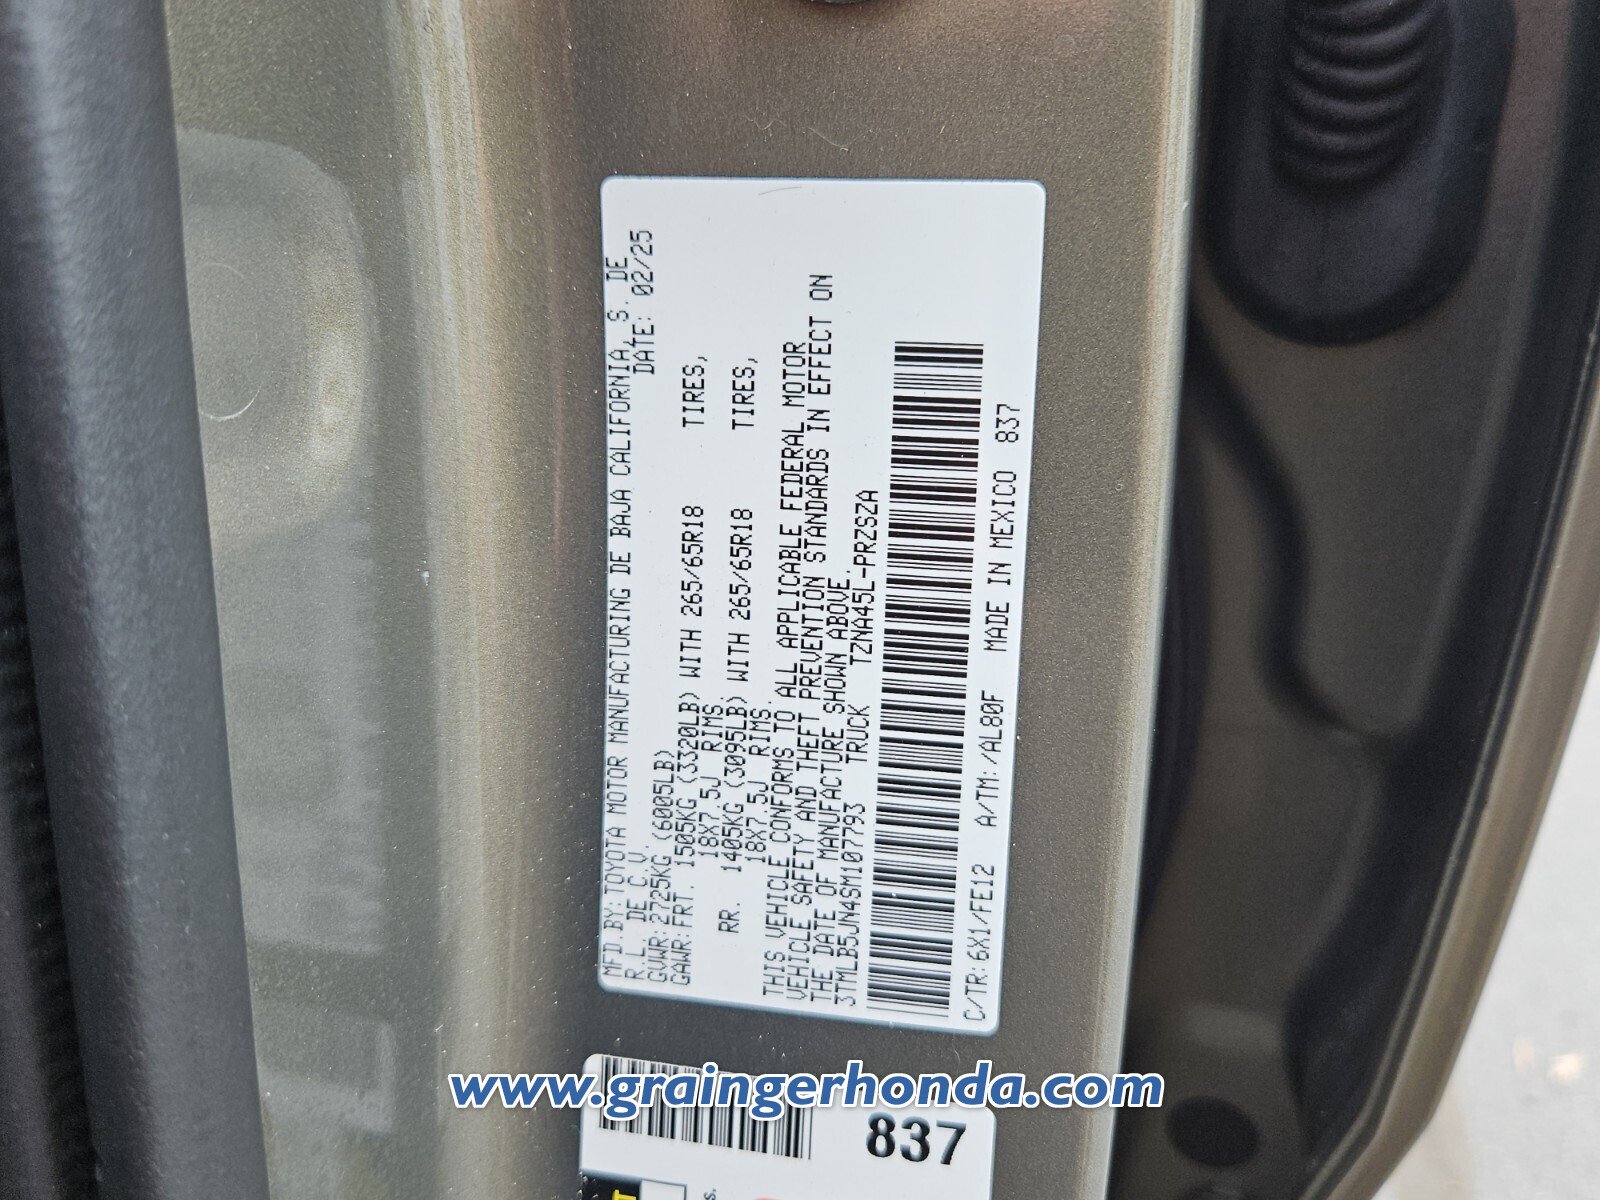 MFD.BY:TOYOTA MOTOR MANUFACTURING DE BAJA CALIFORNIA, S. DE
R.L. DE C.V. DATE: 02/25
GVWR:2725KG (6005LB)
GAWR:FRT. 1505KG (3320LB) WITH 265/65R18 TIRES,
18X7.5J RIMS.
RR. 1405KG (3095LB) WITH 265/65R18 TIRES,
18X7.5J RIMS.
THIS VEHICLE CONFORMS TO ALL APPLICABLE FEDERAL MOTOR
VEHICLE SAFETY AND THEFT PREVENTION STANDARDS IN EFFECT ON
THE DATE OF MANUFACTURE SHOWN ABOVE.
3TMLB5JN4SM107793 TRUCK TZNA45L-PRZSZA
C/TR:6X1/FE12 A/TM:/AL80F MADE IN MEXICO 837
www.graingerhonda.com
837